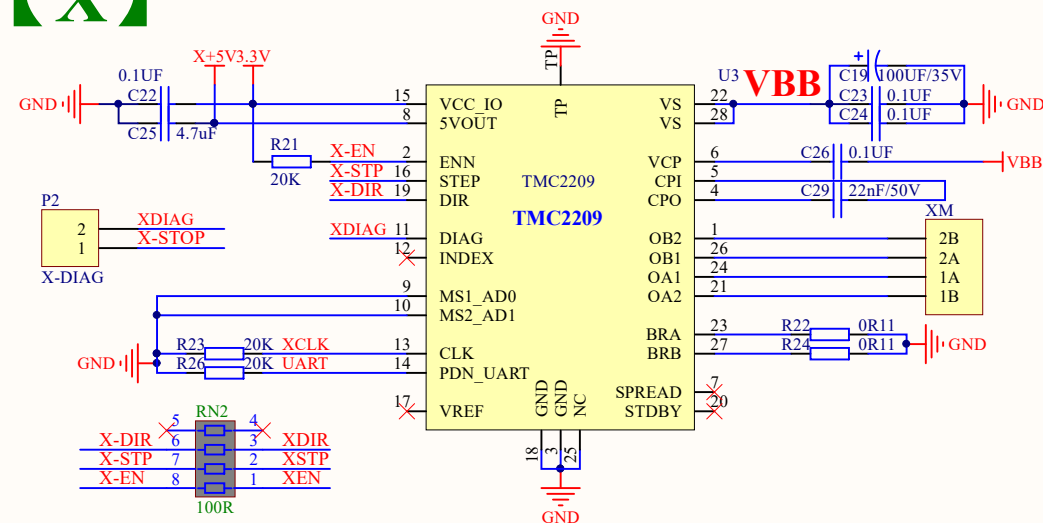 【X】
GND
X+5V3.3V
0.1UF
GND
C22
C25
4.7uF
R21
20K
X-EN
X-STP
X-DIR
P2
2
1
XDIAG
X-STOP
X-DIAG
XDIAG
15 VCC_IO
8 5VOUT
2 ENN
16 STEP
19 DIR
11 DIAG
12 INDEX
9 MS1_AD0
10 MS2_AD1
13 CLK
14 PDN_UART
17 VREF
TP
TP
TMC2209
TMC2209
VS 22
VS 28
VCP 6
CPI 5
CPO 4
OB2 1
OB1 26
OA1 24
OA2 21
BRA 23
BRB 27
SPREAD 7
STDBY 20
GND
GND
NC
18
3
25
GND
U3
VBB
+
C19 100UF/35V
C23 0.1UF
C24 0.1UF
GND
C26 0.1UF
VBB
C29 22nF/50V
XM
2B
2A
1A
1B
R22 0R11
R24 0R11
GND
GND
R23 20K XCLK
R26 20K UART
RN2
5 4
X-DIR 6 3 XDIR
X-STP 7 2 XSTP
X-EN 8 1 XEN
100R